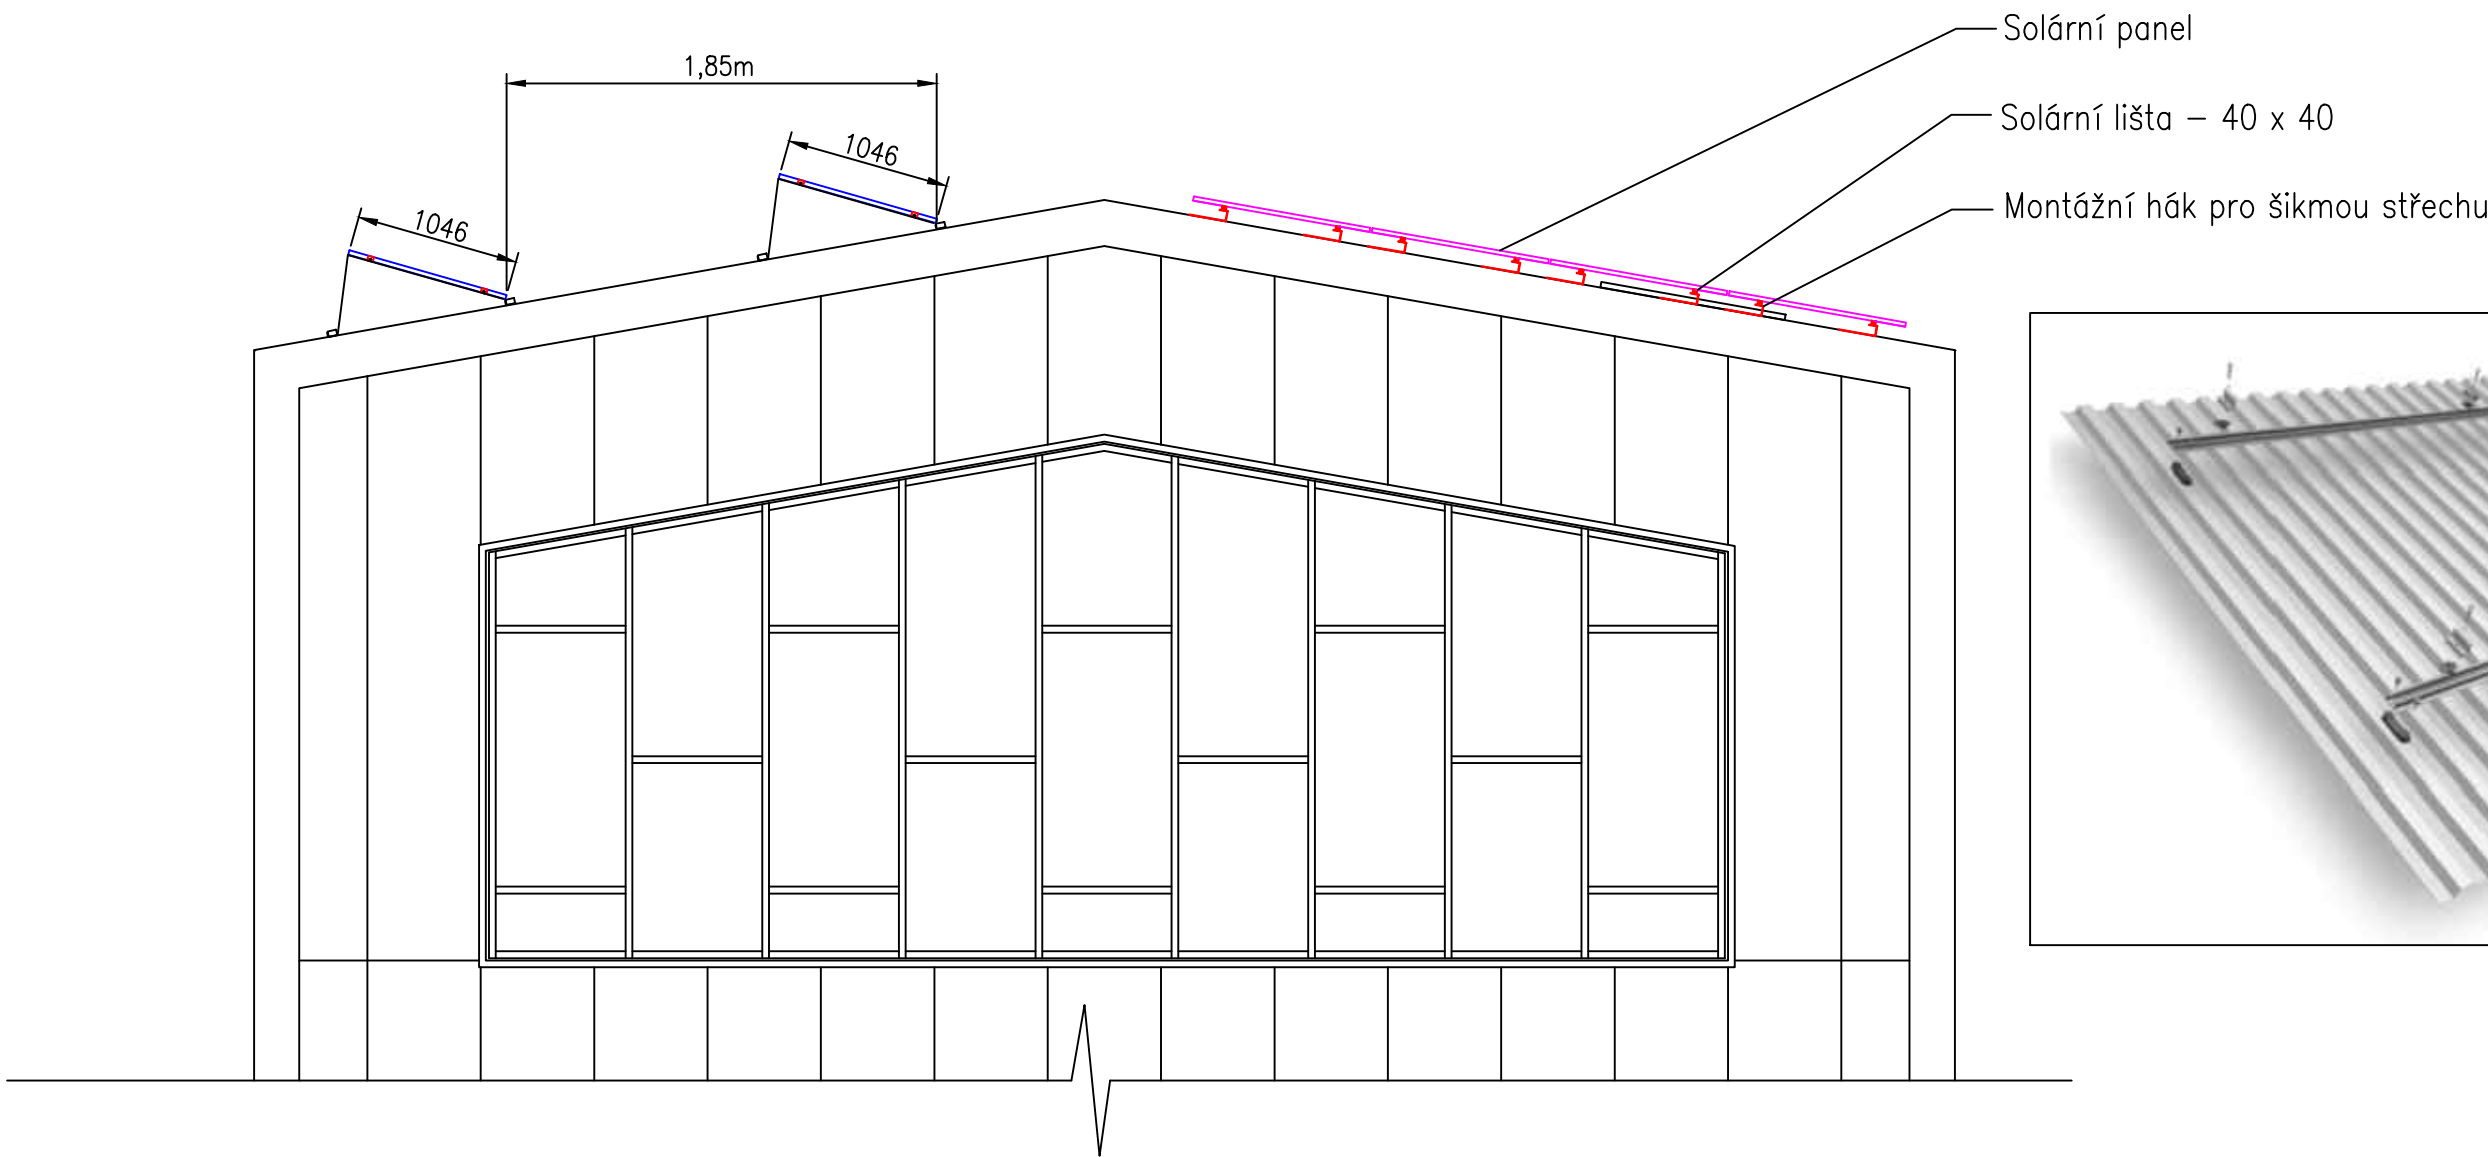 Solární panel
1,85m
Solární lišta – 40 x 40
1046
Montážní hák pro šikmou střechu
1046